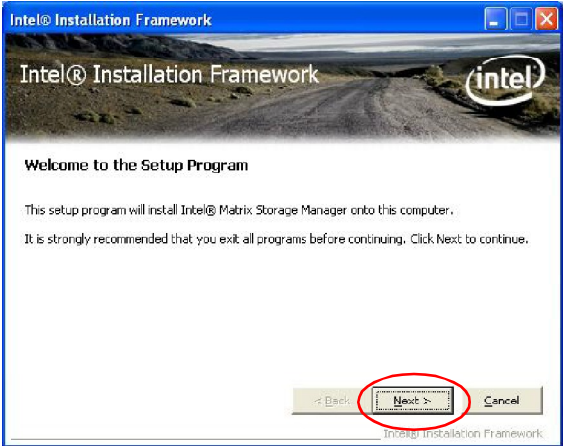 Intel® Installation Framework
Intel® Installation Framework
intel
Welcome to the Setup Program
This setup program will install Intel® Matrix Storage Manager onto this computer.
It is strongly recommended that you exit all programs before continuing. Click Next to continue.
< Back Next > Cancel
Intel® Installation Framework